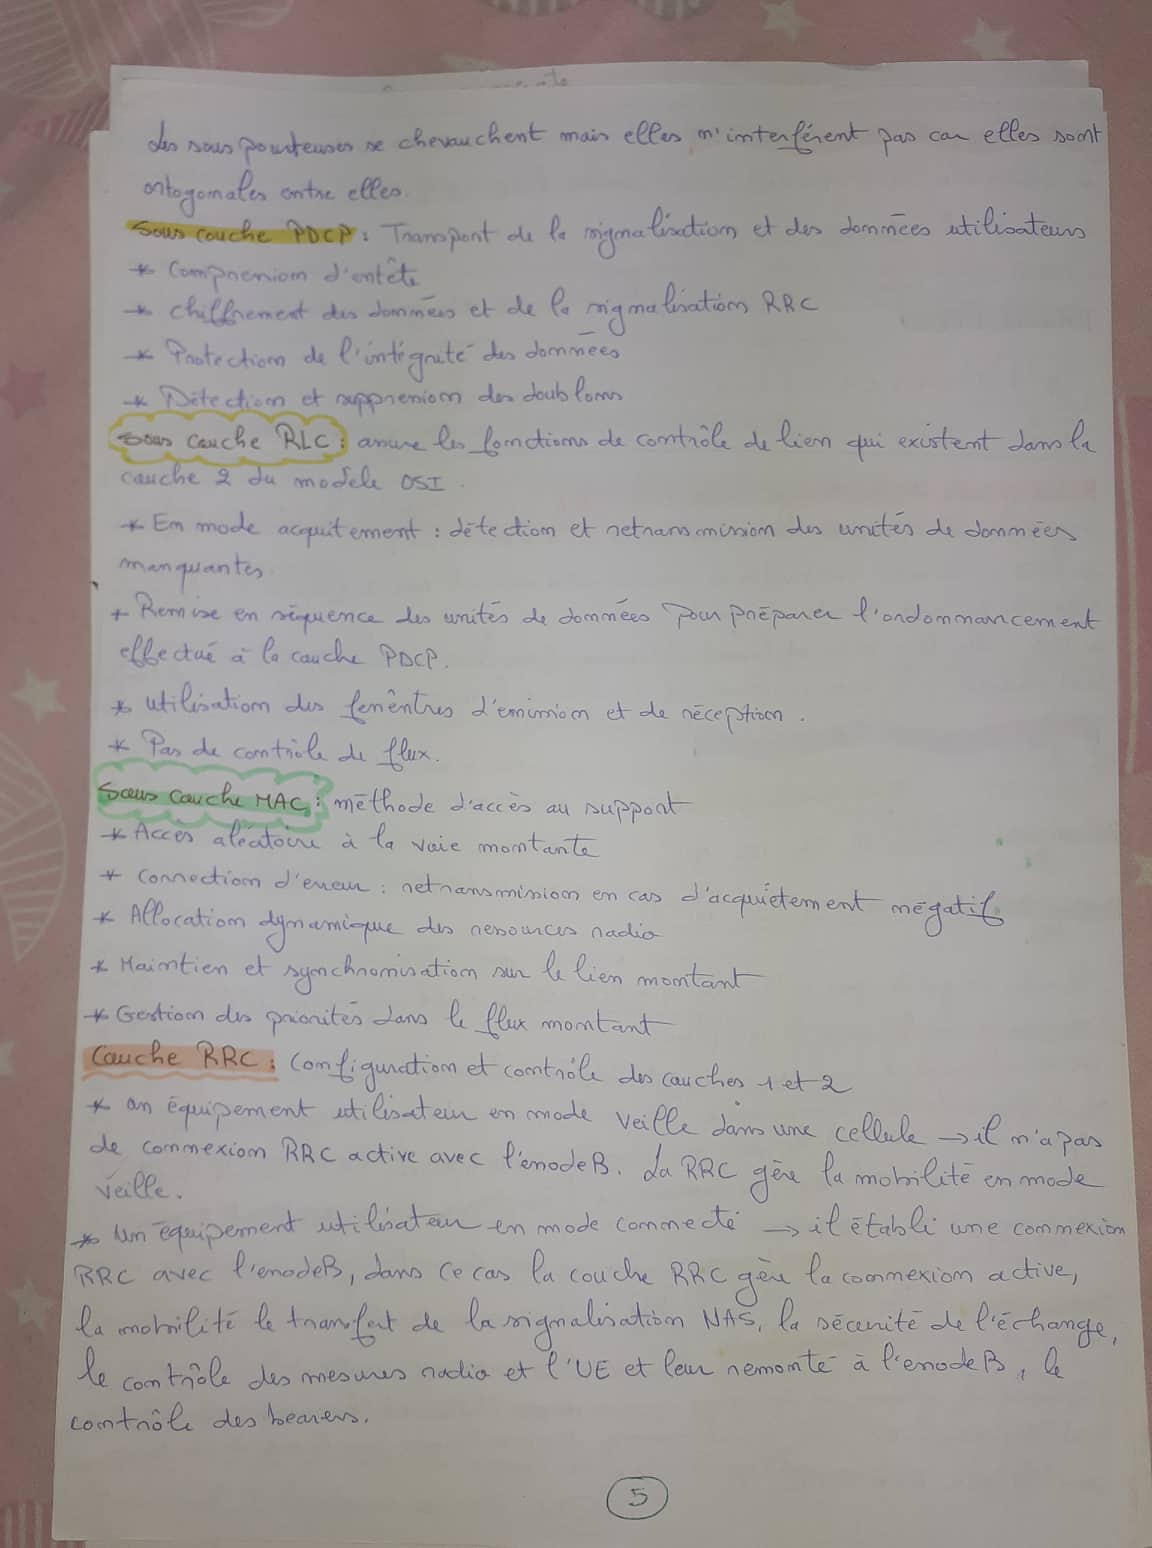 des sous porteuses se chevauchent mais elles n'interférent pas car elles sont
ortogonales entre elles.
Sous couche PDCP : Transport de la signalisation et des données utilisateurs
* Compression d'entête
* chiffrement des données et de la signalisation RRC
* Protection de l'intégrité des données
* Détection et suppression des doublons
Sous couche RLC : assure les fonctions de contrôle de lien qui existent dans la
couche 2 du modéle OSI.
* En mode acquitement : détection et retransmission des unités de données
manquantes.
+ Remise en séquence des unités de données pour préparer l'ordonnancement
effectué à la couche PDCP.
* utilisation des fenêntres d'emission et de réception.
* Pas de contrôle de flux.
Sous couche MAC : méthode d'accès au support
* Accès aléatoire à la voie montante
* Correction d'erreur : retransmission en cas d'acquiétement négatif
* Allocation dynamique des ressources radio
* Maintien et synchronisation sur le lien montant
* Gestion des priorités dans le flux montant
Couche RRC : Configuration et contrôle des couches 1 et 2
* un équipement utilisateur en mode veille dans une cellule → il n'a pas
de connexion RRC active avec l'enodeB. La RRC gère la mobilité en mode
veille.
* Un équipement utilisateur en mode connecté → il établi une connexion
RRC avec l'enodeB, dans ce cas la couche RRC gère la connexion active,
la mobilité le transfert de la signalisation NAS, la sécurité de l'échange,
le contrôle des mesures radio et l'UE et leur remonté à l'enodeB, le
contrôle des bearers.
5